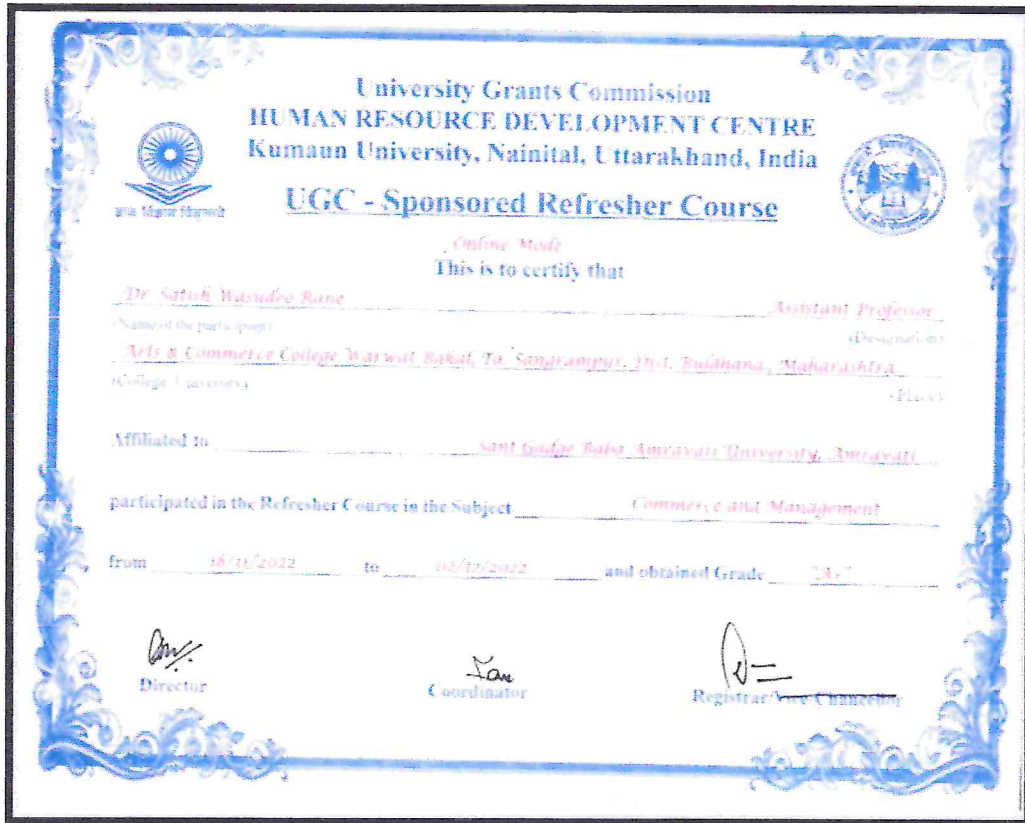 University Grants Commission
HUMAN RESOURCE DEVELOPMENT CENTRE
Kumaun University, Nainital, Uttarakhand, India
ज्ञान विज्ञान विमुक्तये
UGC - Sponsored Refresher Course
Online Mode
This is to certify that
Dr. Satish Wasudeo Rane Assistant Professor
(Name of the participant) (Designation)
Arts & Commerce College Warwat Bakal, Ta. Sangrampur, Dist. Buldhana, Maharashtra
(College/University) (Place)
Affiliated to Sant Gadge Baba Amravati University, Amravati
participated in the Refresher Course in the Subject Commerce and Management
from /2022 to /12/2022 and obtained Grade "A+"
Director
Coordinator
Registrar/Vice-Chancellor